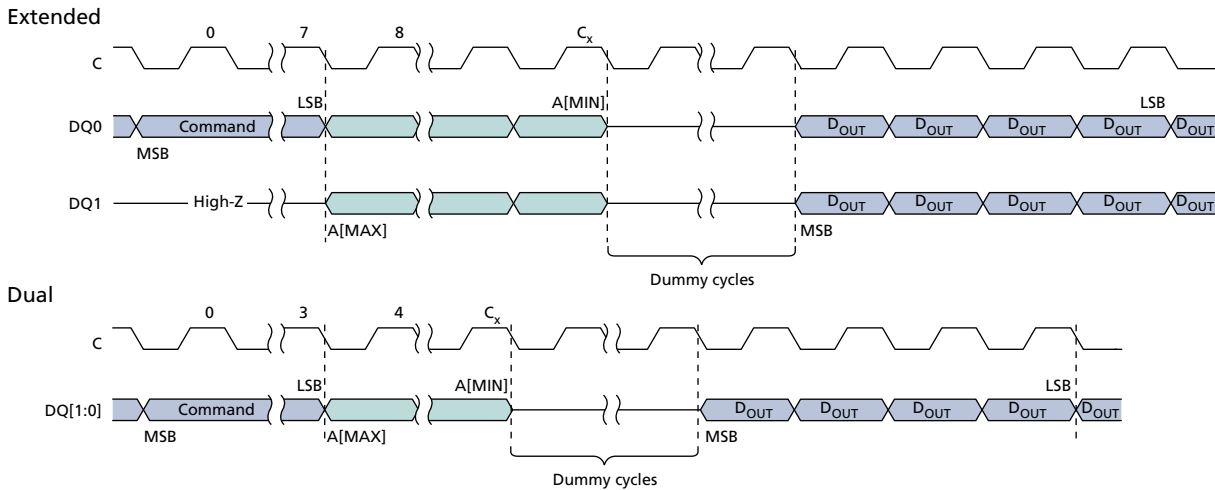 Extended
0 7 8 Cx
C
LSB A[MIN] LSB
DQ0 Command DOUT DOUT DOUT DOUT DOUT
MSB
DQ1 High-Z DOUT DOUT DOUT DOUT DOUT
A[MAX] MSB
Dummy cycles
Dual
0 3 4 Cx
C
LSB A[MIN] LSB
DQ[1:0] Command DOUT DOUT DOUT DOUT DOUT
MSB A[MAX] MSB
Dummy cycles